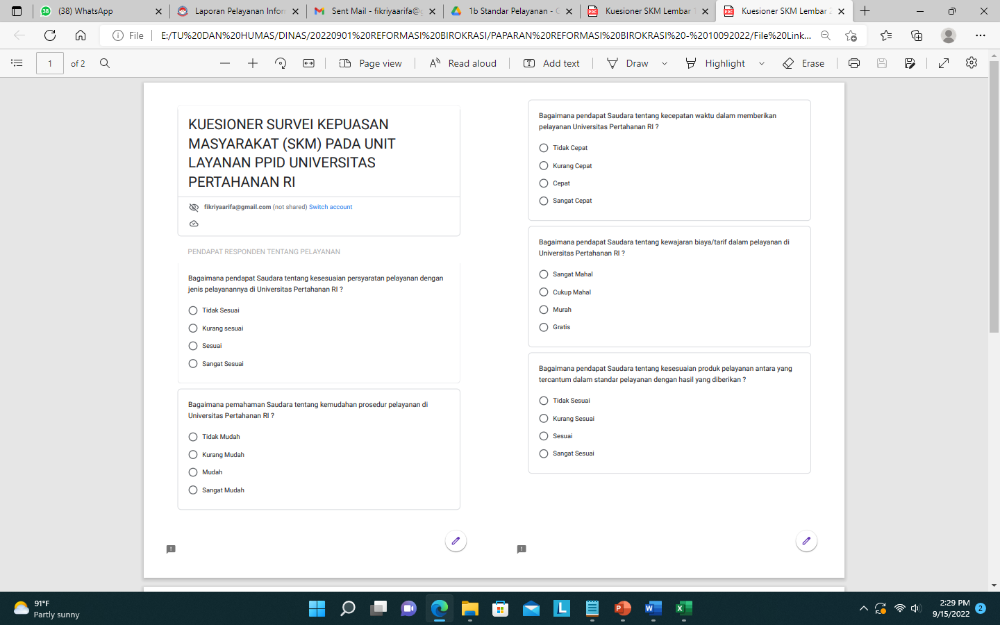 (38) WhatsApp
Laporan Pelayanan Infor
Sent Mail - fikriyaarifa@g
1b Standar Pelayanan - G
Kuesioner SKM Lembar 1
Kuesioner SKM Lembar 2
File
E:/TU%20DAN%20HUMAS/DINAS/20220901%20REFORMASI%20BIROKRASI/PAPARAN%20REFORMASI%20BIROKRASI%20-%2010092022/File%20Link...
1 of 2
Page view
Read aloud
Add text
Draw
Highlight
Erase
KUESIONER SURVEI KEPUASAN
MASYARAKAT (SKM) PADA UNIT
LAYANAN PPID UNIVERSITAS
PERTAHANAN RI
fikriyaarifa@gmail.com (not shared) Switch account
PENDAPAT RESPONDEN TENTANG PELAYANAN
Bagaimana pendapat Saudara tentang kesesuaian persyaratan pelayanan dengan
jenis pelayanannya di Universitas Pertahanan RI ?
Tidak Sesuai
Kurang sesuai
Sesuai
Sangat Sesuai
Bagaimana pemahaman Saudara tentang kemudahan prosedur pelayanan di
Universitas Pertahanan RI ?
Tidak Mudah
Kurang Mudah
Mudah
Sangat Mudah
Bagaimana pendapat Saudara tentang kecepatan waktu dalam memberikan
pelayanan Universitas Pertahanan RI ?
Tidak Cepat
Kurang Cepat
Cepat
Sangat Cepat
Bagaimana pendapat Saudara tentang kewajaran biaya/tarif dalam pelayanan di
Universitas Pertahanan RI ?
Sangat Mahal
Cukup Mahal
Murah
Gratis
Bagaimana pendapat Saudara tentang kesesuaian produk pelayanan antara yang
tercantum dalam standar pelayanan dengan hasil yang diberikan ?
Tidak Sesuai
Kurang Sesuai
Sesuai
Sangat Sesuai
91°F
Partly sunny
2:29 PM
9/15/2022
2